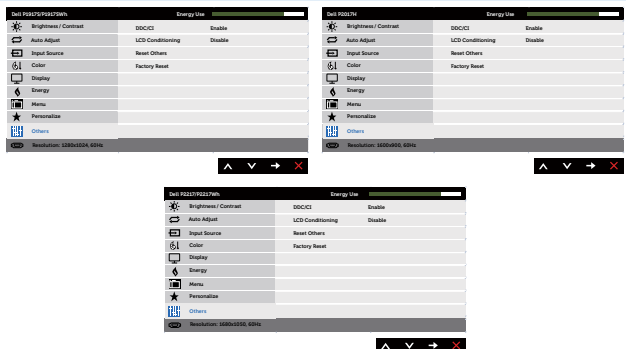 Dell P1917S/P1917SWh Energy Use
Brightness / Contrast DDC/CI Enable
Auto Adjust LCD Conditioning Disable
Input Source Reset Others
Color Factory Reset
Display
Energy
Menu
Personalize
Others
Resolution: 1280x1024, 60Hz
Dell P2017H Energy Use
Brightness / Contrast DDC/CI Enable
Auto Adjust LCD Conditioning Disable
Input Source Reset Others
Color Factory Reset
Display
Energy
Menu
Personalize
Others
Resolution: 1600x900, 60Hz
Dell P2217/P2217Wh Energy Use
Brightness / Contrast DDC/CI Enable
Auto Adjust LCD Conditioning Disable
Input Source Reset Others
Color Factory Reset
Display
Energy
Menu
Personalize
Others
Resolution: 1680x1050, 60Hz